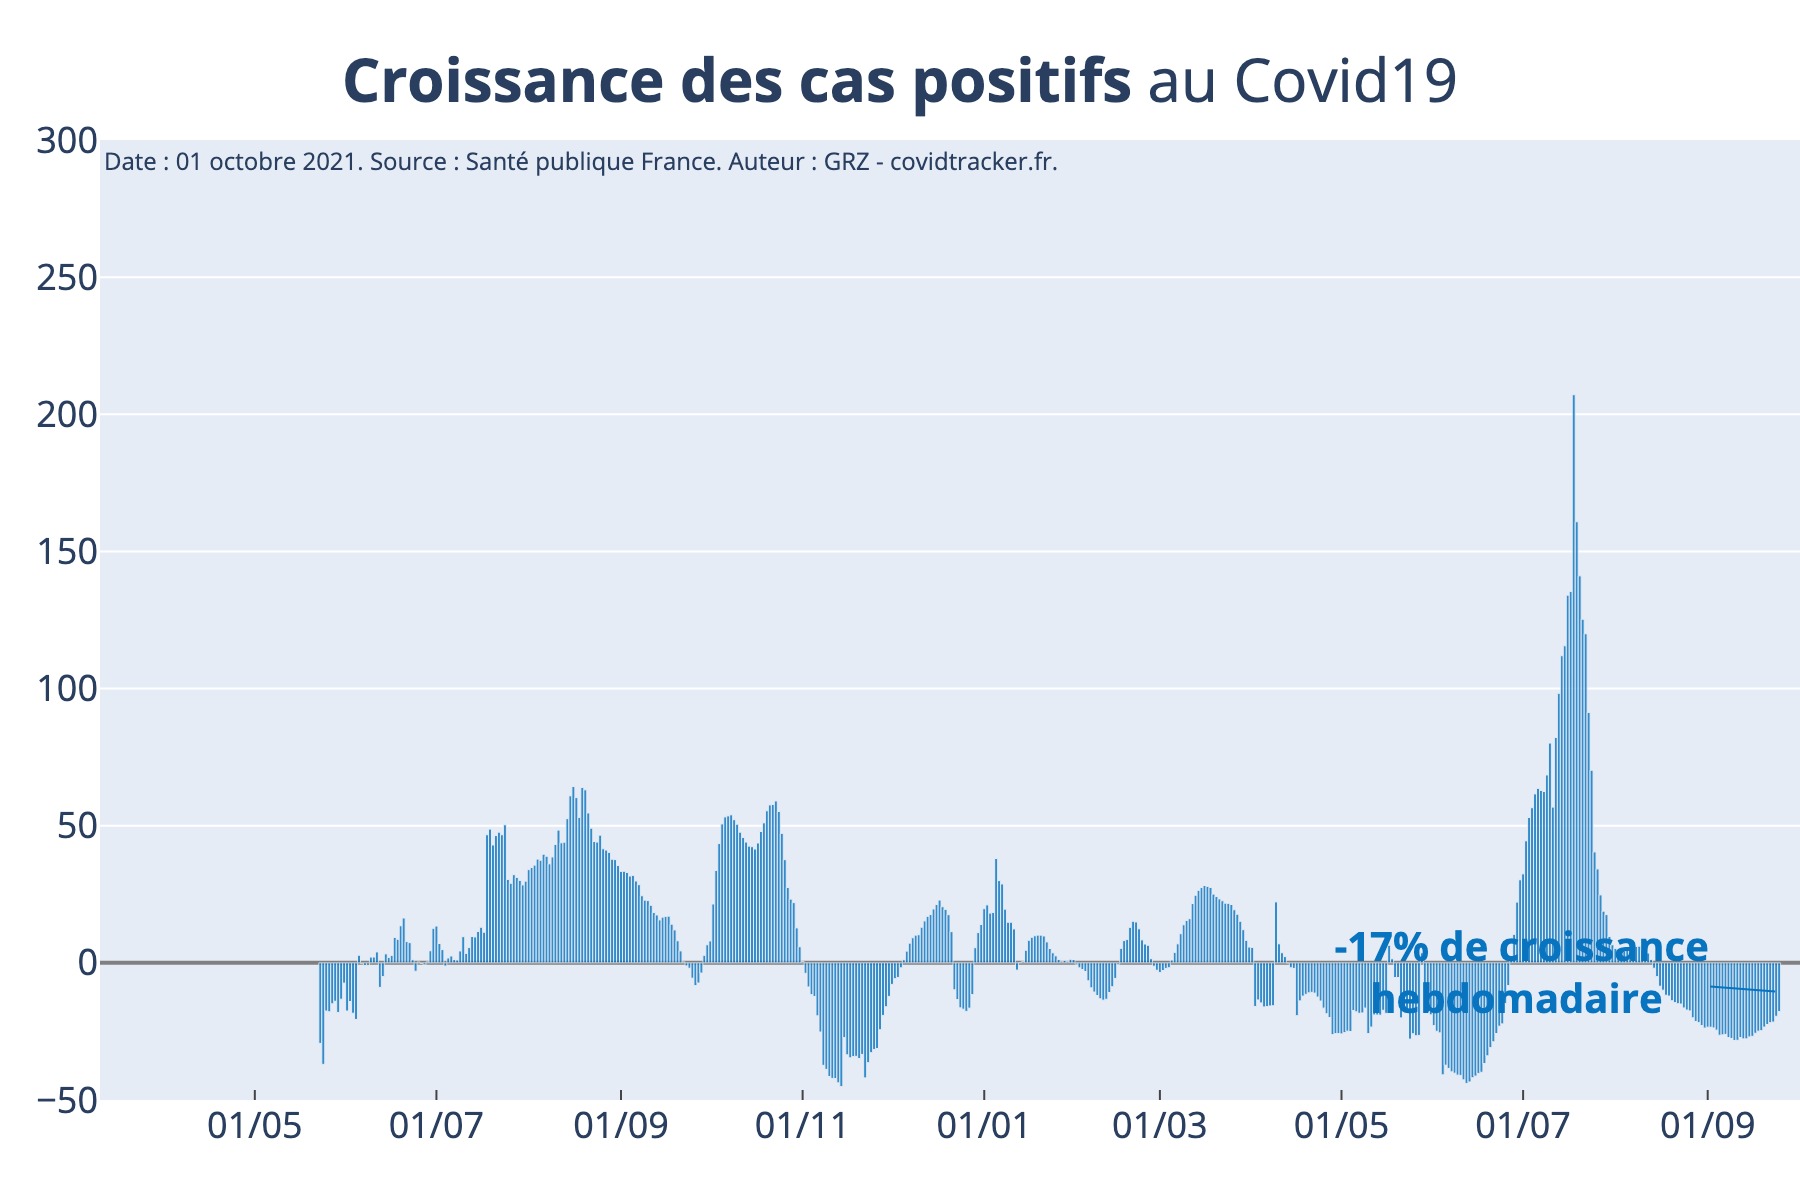 Croissance des cas positifs au Covid19
300
Date : 01 octobre 2021. Source : Santé publique France. Auteur : GRZ - covidtracker.fr.
250
200
150
100
50
0
-17% de croissance
hebdomadaire
−50
01/05 01/07 01/09 01/11 01/01 01/03 01/05 01/07 01/09